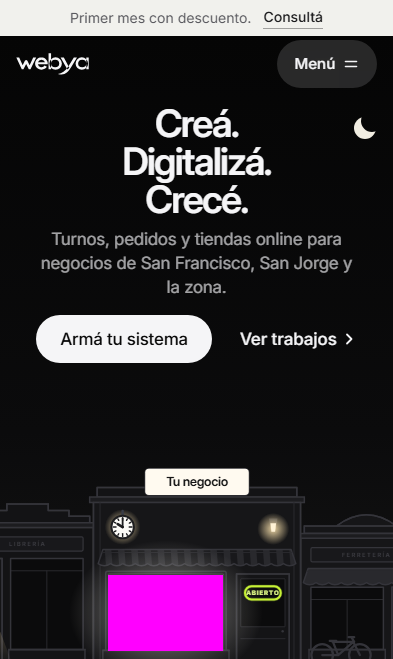 Primer mes con descuento. Consultá
webya
Menú
Creá.
Digitalizá.
Crecé.
Turnos, pedidos y tiendas online para
negocios de San Francisco, San Jorge y
la zona.
Armá tu sistema
Ver trabajos
Tu negocio
LIBRERÍA
FERRETERÍA
ABIERTO